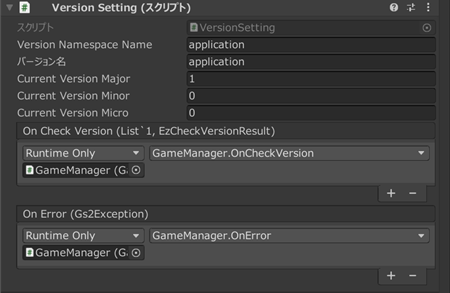 Version Setting (スクリプト)
スクリプト VersionSetting
Version Namespace Name application
バージョン名 application
Current Version Major 1
Current Version Minor 0
Current Version Micro 0
On Check Version (List`1, EzCheckVersionResult)
Runtime Only GameManager.OnCheckVersion
GameManager (Ga
+ −
On Error (Gs2Exception)
Runtime Only GameManager.OnError
GameManager (Ga
+ −